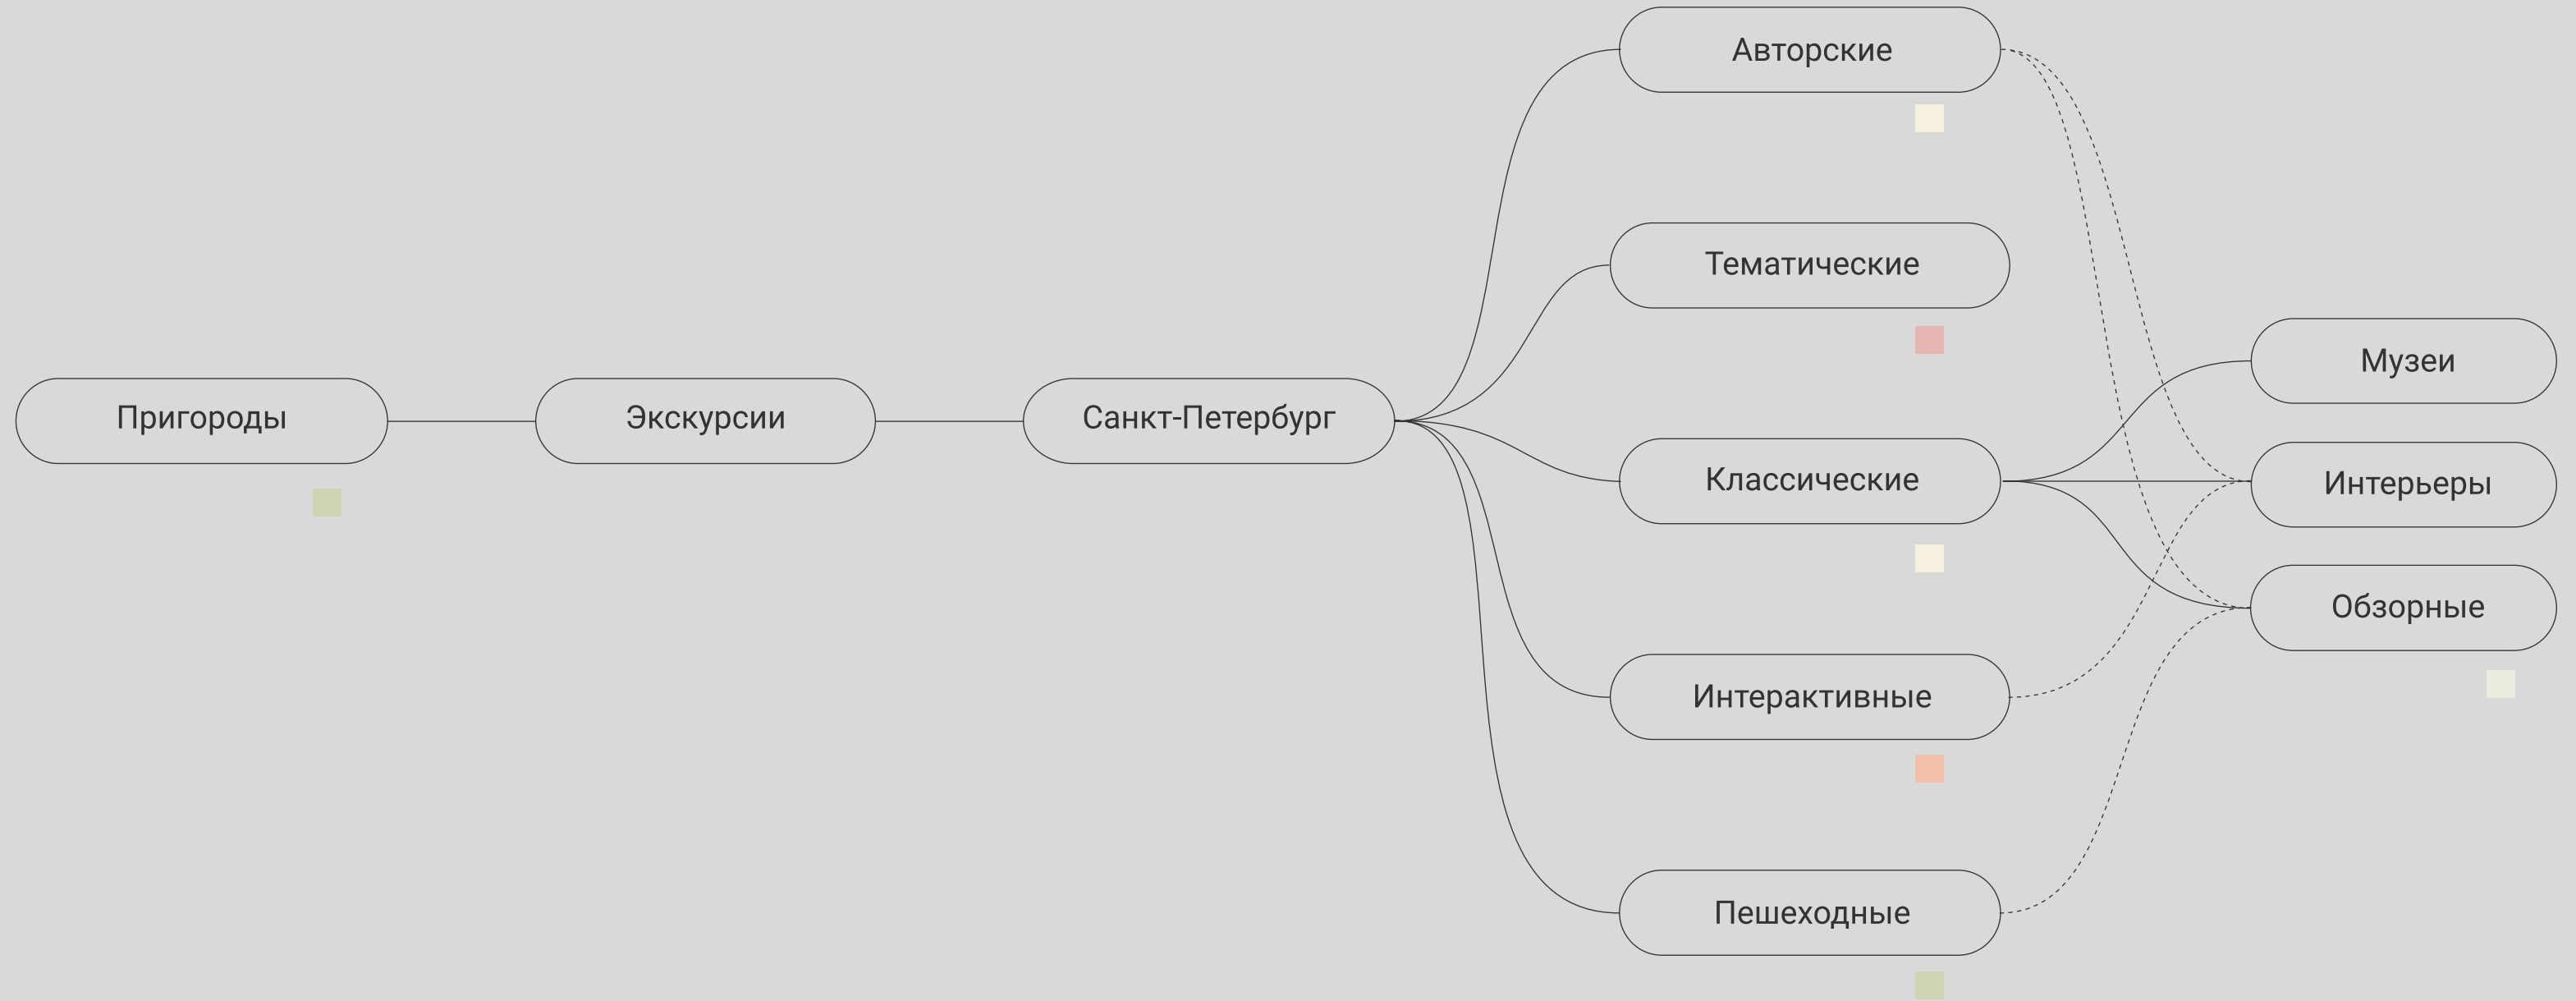 Пригороды
Экскурсии
Санкт-Петербург
Авторские
Тематические
Классические
Интерактивные
Пешеходные
Музеи
Интерьеры
Обзорные